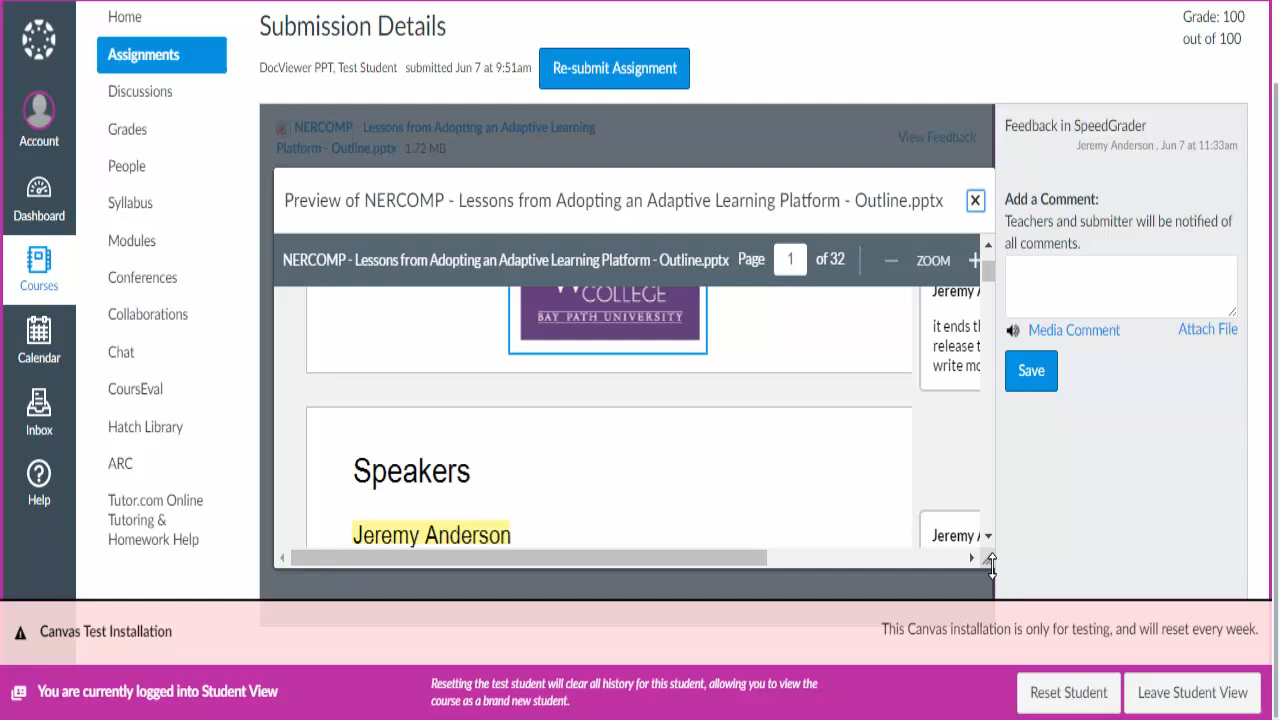 Home
Assignments
Discussions
Grades
People
Syllabus
Modules
Conferences
Collaborations
Chat
CoursEval
Hatch Library
ARC
Tutor.com Online
Tutoring &
Homework Help
Account
Dashboard
Courses
Calendar
Inbox
Help
Submission Details
DocViewer PPT, Test Student submitted Jun 7 at 9:51am
Re-submit Assignment
Grade: 100
out of 100
NERCOMP - Lessons from Adopting an Adaptive Learning
Platform - Outline.pptx 1.72 MB
View Feedback
Preview of NERCOMP - Lessons from Adopting an Adaptive Learning Platform - Outline.pptx
NERCOMP - Lessons from Adopting an Adaptive Learning Platform - Outline.pptx Page 1 of 32 ZOOM
COLLEGE
BAY PATH UNIVERSITY
Jeremy
it ends
release
write
Speakers
Jeremy Anderson
Jeremy
Feedback in SpeedGrader
Jeremy Anderson , Jun 7 at 11:33am
Add a Comment:
Teachers and submitter will be notified of
all comments.
Media Comment
Attach File
Save
Canvas Test Installation
This Canvas installation is only for testing, and will reset every week.
You are currently logged into Student View
Resetting the test student will clear all history for this student, allowing you to view the
course as a brand new student.
Reset Student
Leave Student View